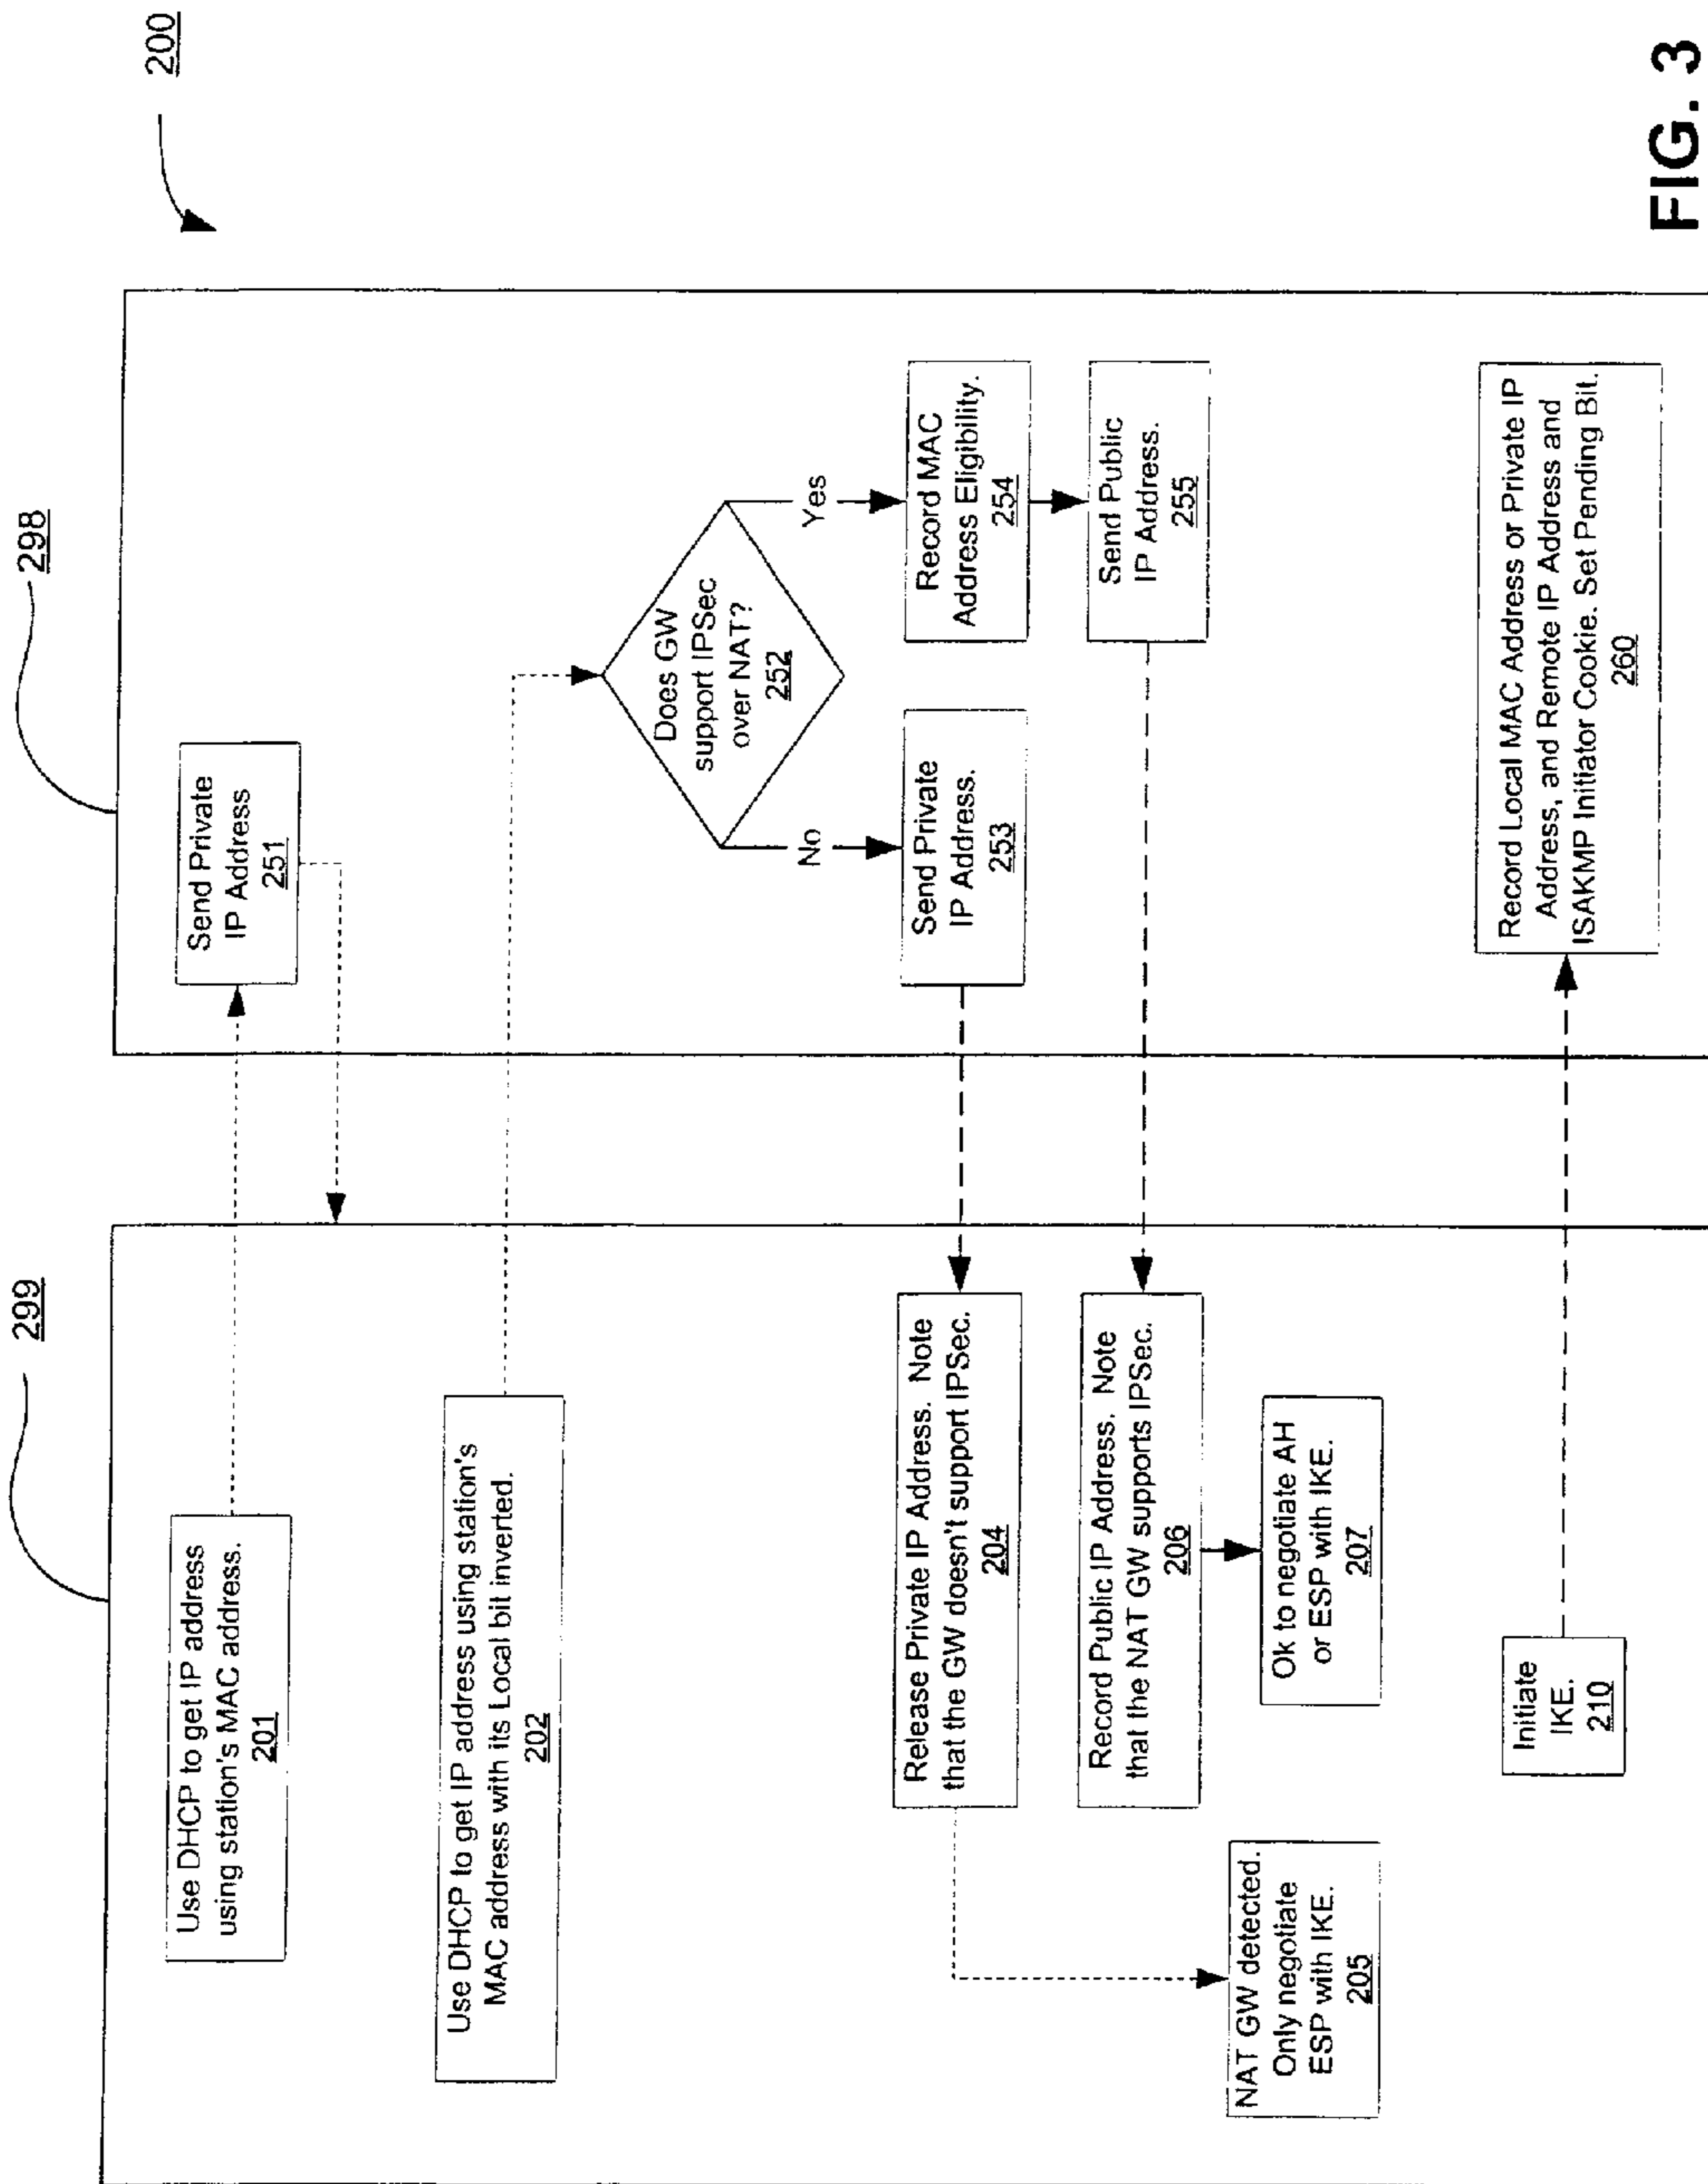 200
299
298
Use DHCP to get IP address
using station's MAC address.
201
Send Private
IP Address
251
Use DHCP to get IP address using station's
MAC address with its Local bit inverted.
202
Does GW
support IPSec
over NAT?
252
No
Yes
Send Private
IP Address.
253
Record MAC
Address Eligibility.
254
Release Private IP Address. Note
that the GW doesn't support IPSec.
204
Send Public
IP Address.
255
Record Public IP Address. Note
that the NAT GW supports IPSec.
206
NAT GW detected.
Only negotiate
ESP with IKE.
205
Ok to negotiate AH
or ESP with IKE.
207
Initiate
IKE.
210
Record Local MAC Address or Private IP
Address, and Remote IP Address and
ISAKMP Initiator Cookie. Set Pending Bit.
260
FIG. 3